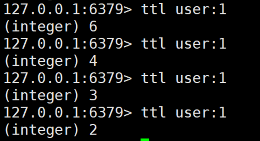 127.0.0.1:6379> ttl user:1
(integer) 6
127.0.0.1:6379> ttl user:1
(integer) 4
127.0.0.1:6379> ttl user:1
(integer) 3
127.0.0.1:6379> ttl user:1
(integer) 2